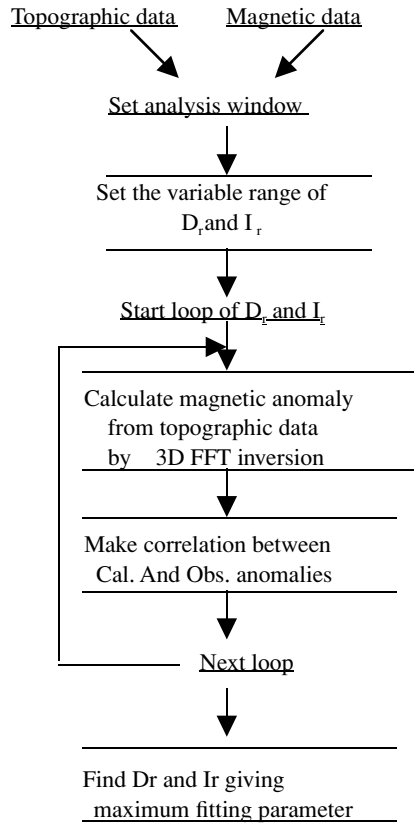 Topographic data Magnetic data
Set analysis window
Set the variable range of
Dr and I r
Start loop of Dr and Ir
Calculate magnetic anomaly
from topographic data
by 3D FFT inversion
Make correlation between
Cal. And Obs. anomalies
Next loop
Find Dr and Ir giving
maximum fitting parameter